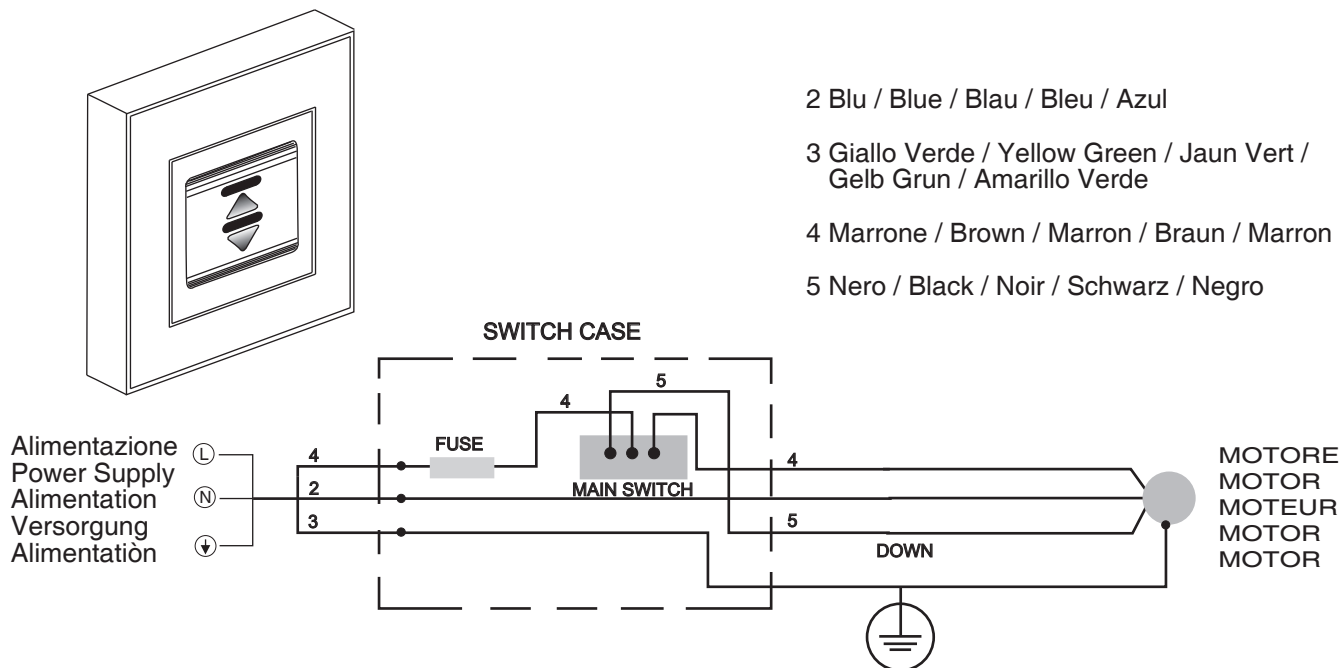 2 Blu / Blue / Blau / Bleu / Azul
3 Giallo Verde / Yellow Green / Jaun Vert /
Gelb Grun / Amarillo Verde
4 Marrone / Brown / Marron / Braun / Marron
5 Nero / Black / Noir / Schwarz / Negro
SWITCH CASE
5
4
Alimentazione
Power Supply
Alimentation
Versorgung
Alimentatiòn
L
N
4
2
3
FUSE
MAIN SWITCH
4
5
DOWN
MOTORE
MOTOR
MOTEUR
MOTOR
MOTOR